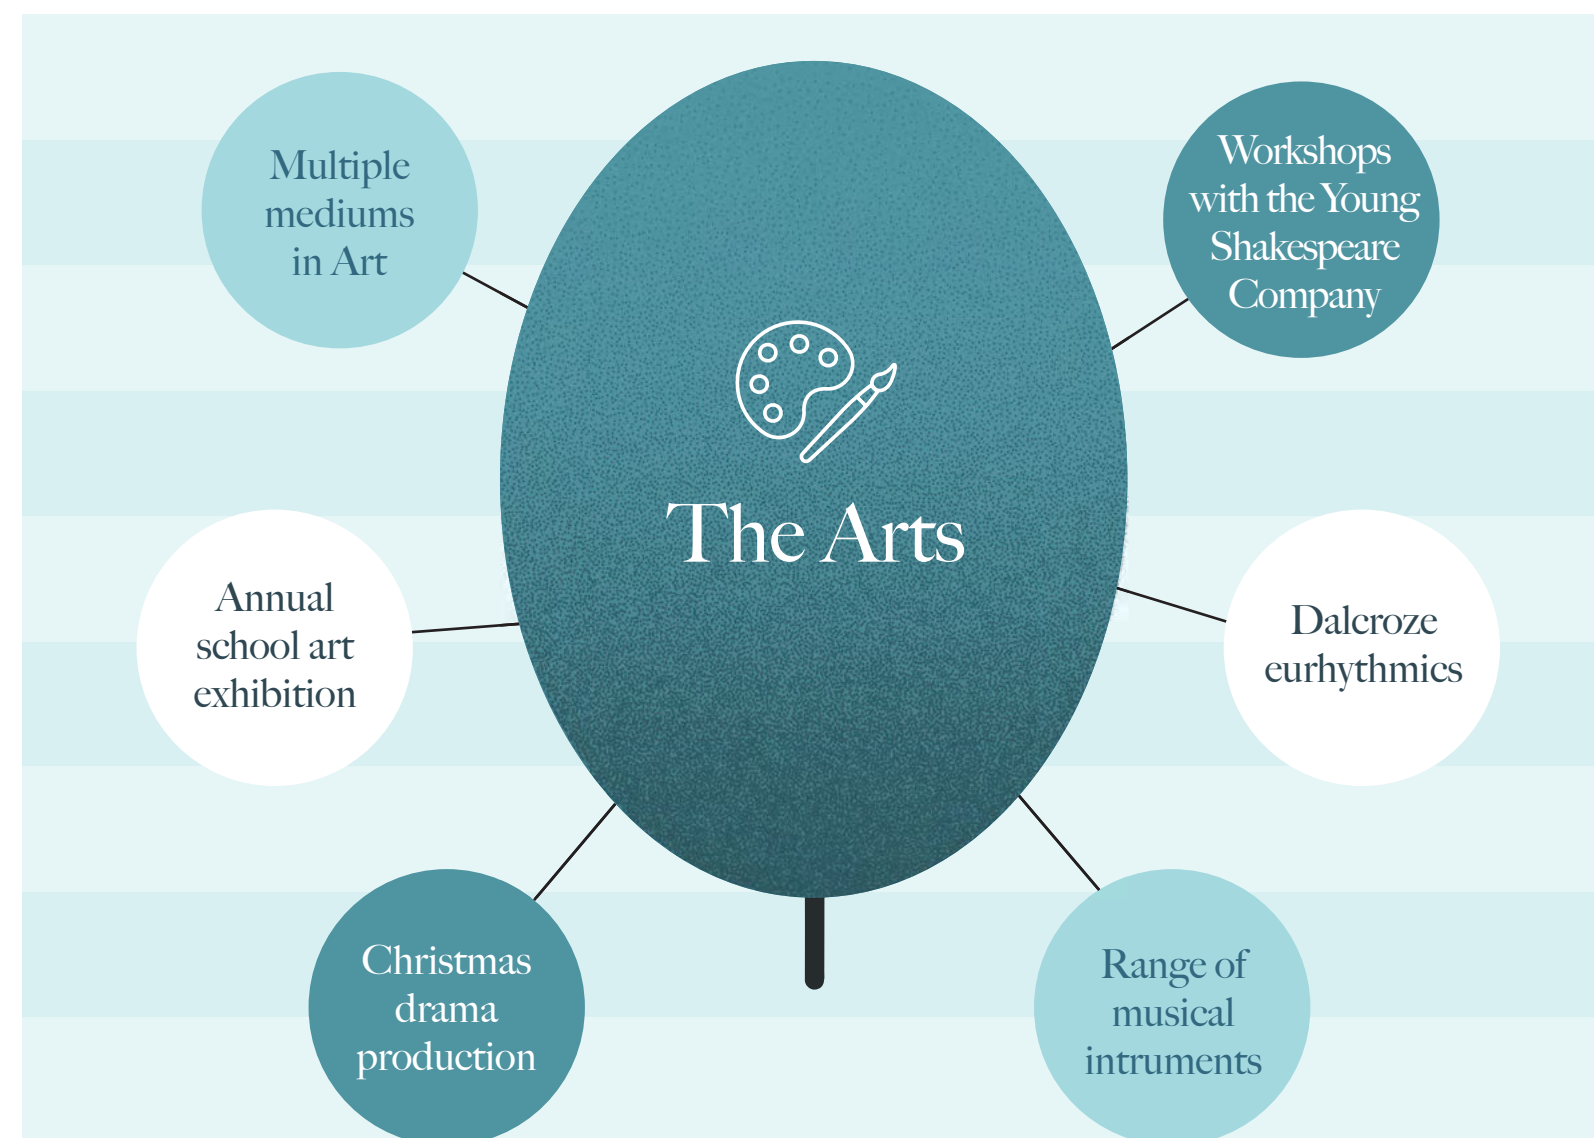 Multiple
mediums
in Art
Workshops
with the Young
Shakespeare
Company
The Arts
Annual
school art
exhibition
Dalcroze
eurhythmics
Christmas
drama
production
Range of
musical
intruments